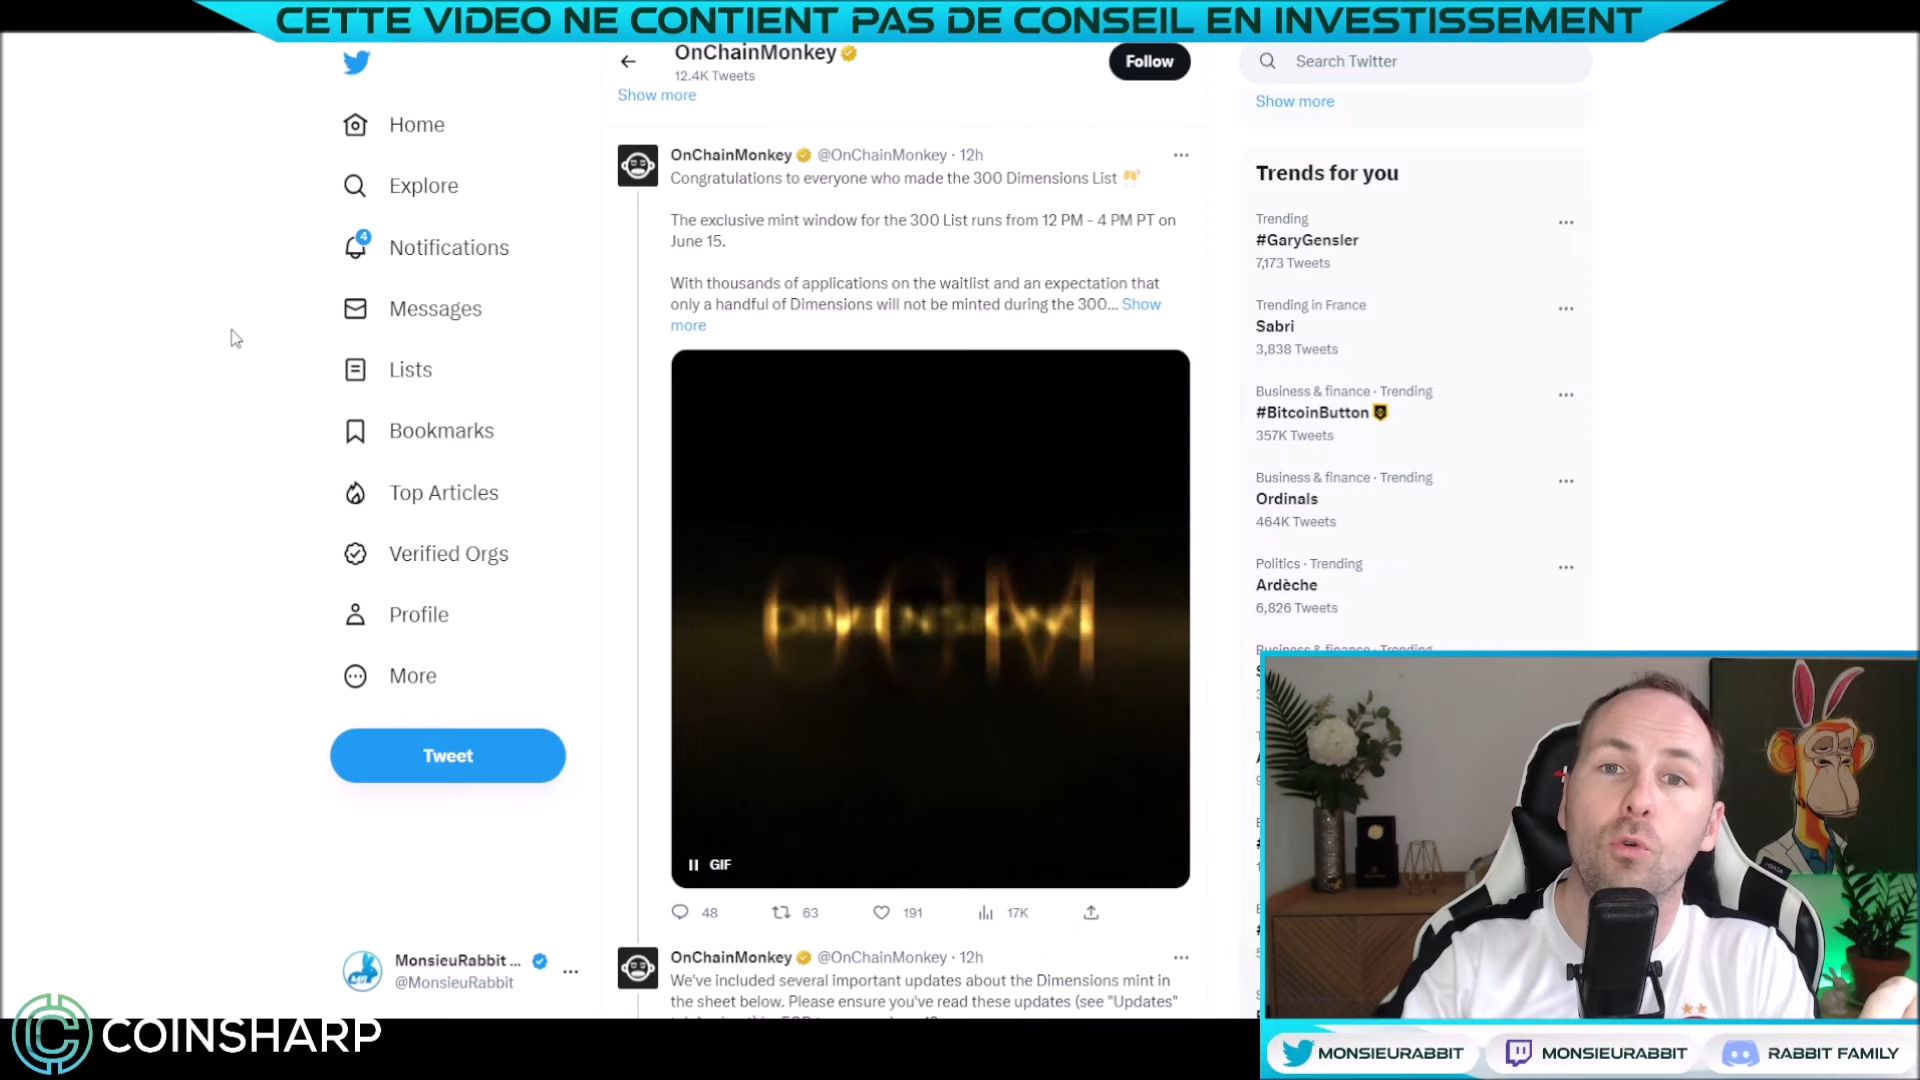 CETTE VIDEO NE CONTIENT PAS DE CONSEIL EN INVESTISSEMENT
OnChainMonkey
12.4K Tweets
Follow
Search Twitter
Show more
Show more
Home
Explore
4
Notifications
Messages
Lists
Bookmarks
Top Articles
Verified Orgs
Profile
More
Tweet
MonsieurRabbit ...
@MonsieurRabbit
OnChainMonkey @OnChainMonkey · 12h
Congratulations to everyone who made the 300 Dimensions List
The exclusive mint window for the 300 List runs from 12 PM - 4 PM PT on
June 15.
With thousands of applications on the waitlist and an expectation that
only a handful of Dimensions will not be minted during the 300... Show
more
OCM
DIMENSIONS
GIF
48
63
191
17K
OnChainMonkey @OnChainMonkey · 12h
We've included several important updates about the Dimensions mint in
the sheet below. Please ensure you've read these updates (see "Updates"
Trends for you
Trending
#GaryGensler
7,173 Tweets
Trending in France
Sabri
3,838 Tweets
Business & finance · Trending
#BitcoinButton
357K Tweets
Business & finance · Trending
Ordinals
464K Tweets
Politics · Trending
Ardèche
6,826 Tweets
Business & finance · Trending
COINSHARP
MONSIEURRABBIT
MONSIEURRABBIT
RABBIT FAMILY